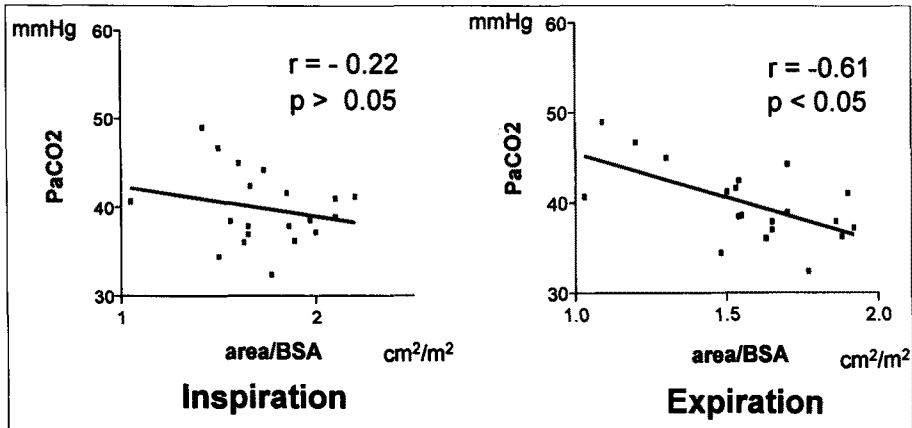 mmHg
60
50
40
30
PaCO2
r = - 0.22
p > 0.05
1
2
area/BSA
cm²/m²
Inspiration
mmHg
60
50
40
30
PaCO2
r = -0.61
p < 0.05
1.0
1.5
2.0
area/BSA
cm²/m²
Expiration